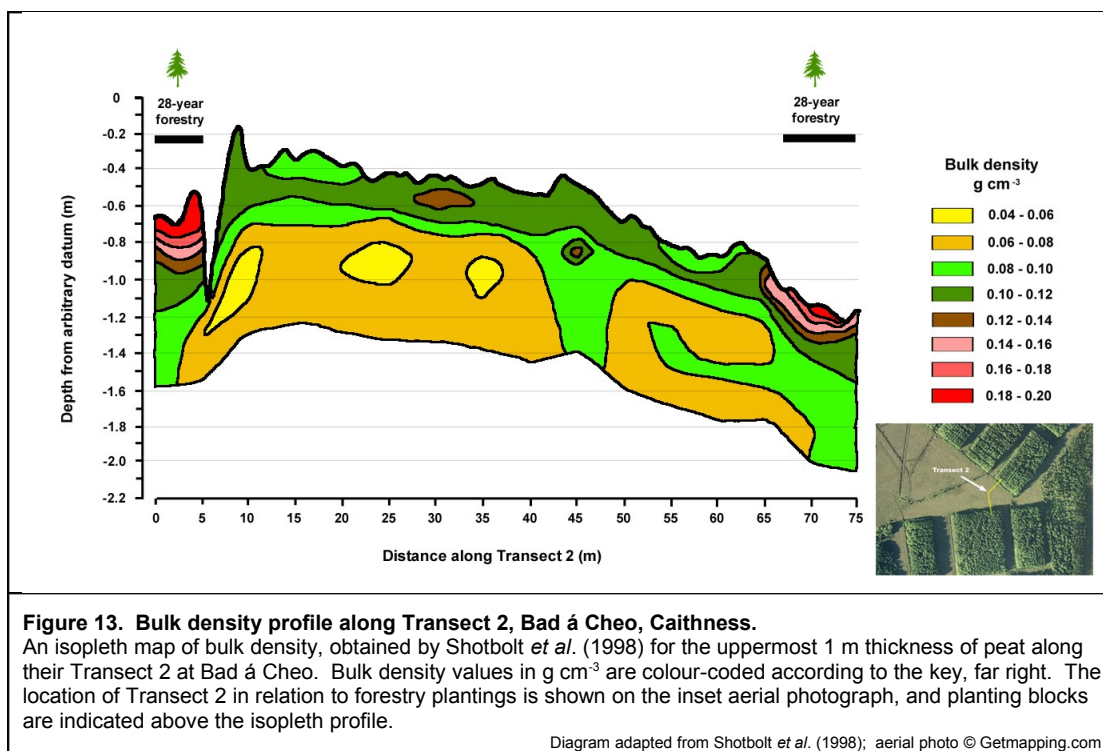 28-year
forestry
28-year
forestry
Depth from arbitrary datum (m)
0
-0.2
-0.4
-0.6
-0.8
-1.0
-1.2
-1.4
-1.6
-1.8
-2.0
-2.2
0 5 10 15 20 25 30 35 40 45 50 55 60 65 70 75
Distance along Transect 2 (m)
Bulk density
g cm⁻³
0.04 - 0.06
0.06 - 0.08
0.08 - 0.10
0.10 - 0.12
0.12 - 0.14
0.14 - 0.16
0.16 - 0.18
0.18 - 0.20
Transect 2
Figure 13. Bulk density profile along Transect 2, Bad á Cheo, Caithness.
An isopleth map of bulk density, obtained by Shotbolt et al. (1998) for the uppermost 1 m thickness of peat along
their Transect 2 at Bad á Cheo. Bulk density values in g cm⁻³ are colour-coded according to the key, far right. The
location of Transect 2 in relation to forestry plantings is shown on the inset aerial photograph, and planting blocks
are indicated above the isopleth profile.
Diagram adapted from Shotbolt et al. (1998); aerial photo © Getmapping.com